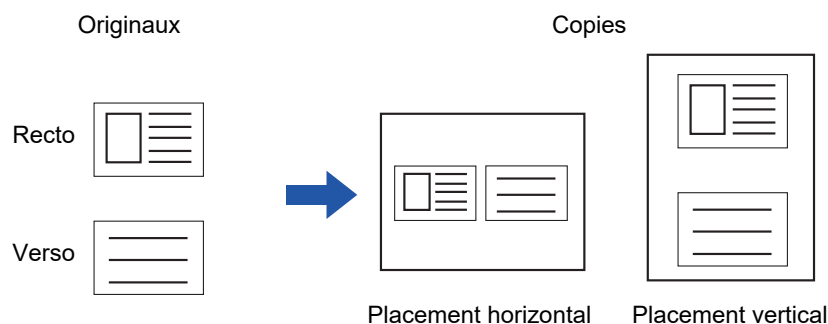 Originaux
Copies
Recto
Verso
Placement horizontal
Placement vertical